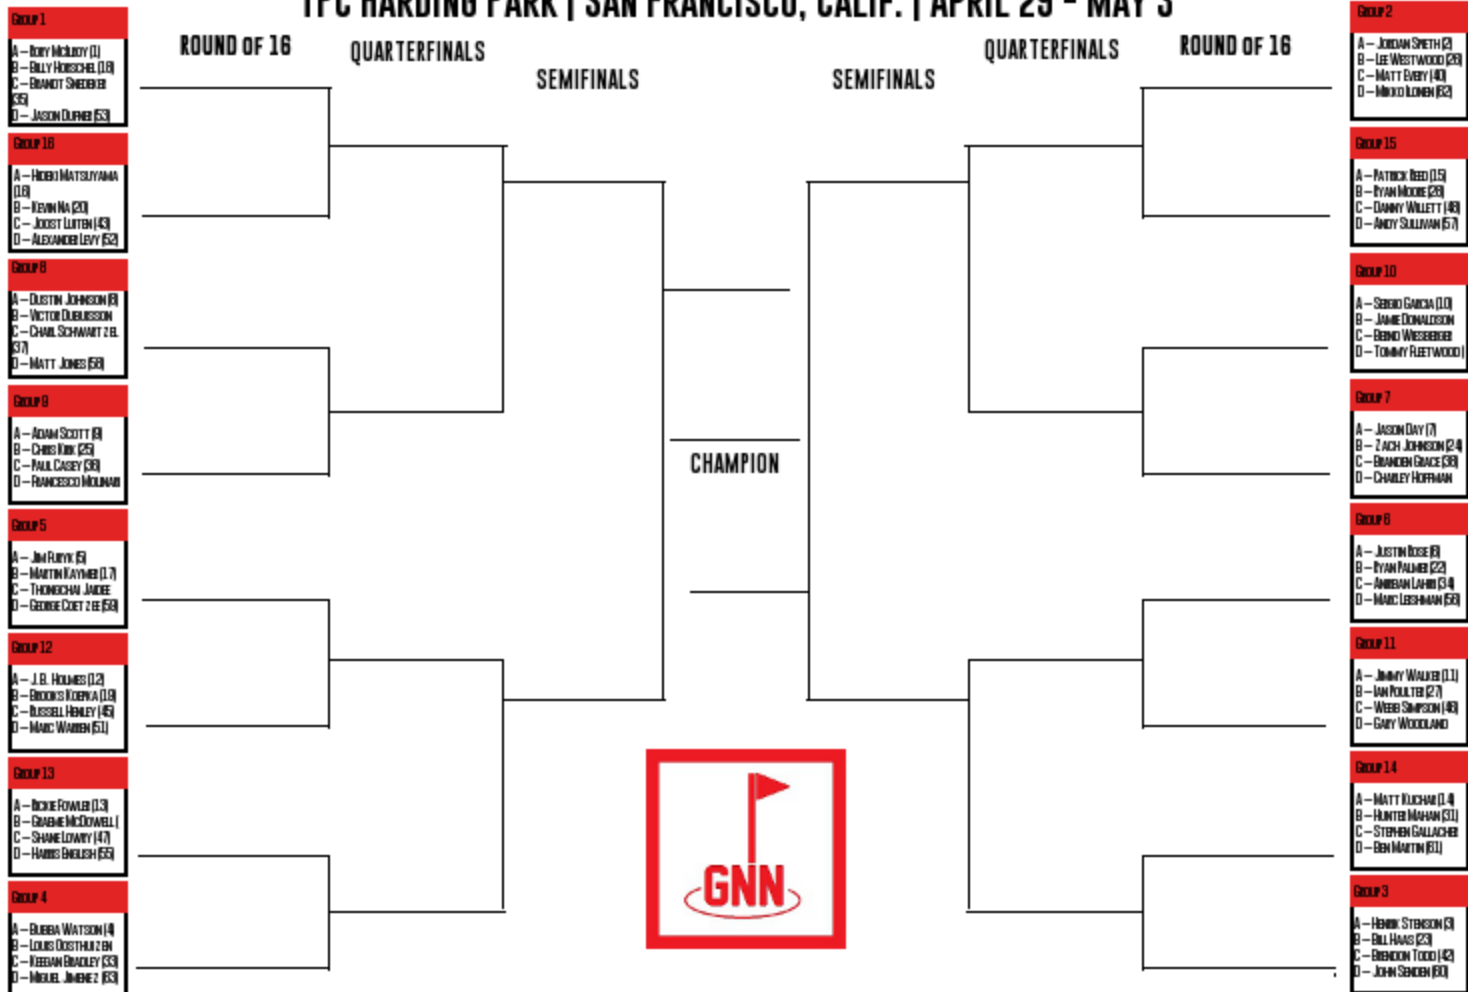 TPC HARDING PARK | SAN FRANCISCO, CALIF. | APRIL 29 - MAY 3
ROUND OF 16
QUARTERFINALS
SEMIFINALS
SEMIFINALS
QUARTERFINALS
ROUND OF 16
GROUP 1
A – RORY MCILROY (1)
B – BILLY HORSCHEL (18)
C – BRANDT SNEDEKER
(35)
D – JASON DUFNER (53)
GROUP 16
A – HIDEKI MATSUYAMA
(16)
B – KEVIN NA (20)
C – JOOST LUITEN (43)
D – ALEXANDER LEVY (52)
GROUP 8
A – DUSTIN JOHNSON (8)
B – VICTOR DUBUISSON
C – CHARL SCHWARTZEL
(37)
D – MATT JONES (58)
GROUP 9
A – ADAM SCOTT (9)
B – CHRIS KIRK (25)
C – PAUL CASEY (36)
D – FRANCESCO MOLINARI
GROUP 5
A – JIM FURYK (5)
B – MARTIN KAYMER (17)
C – THONGCHAI JAIDEE
D – GEORGE COETZEE (59)
GROUP 12
A – J.B. HOLMES (12)
B – BROOKS KOEPKA (19)
C – RUSSELL HENLEY (45)
D – MARC WARREN (51)
GROUP 13
A – RICKIE FOWLER (13)
B – GRAEME MCDOWELL (
C – SHANE LOWRY (47)
D – HARRIS ENGLISH (55)
GROUP 4
A – BUBBA WATSON (4)
B – LOUIS OOSTHUIZEN
C – KEEGAN BRADLEY (33)
D – MIGUEL JIMENEZ (63)
CHAMPION
GNN
GROUP 2
A – JORDAN SPIETH (2)
B – LEE WESTWOOD (26)
C – MATT EVERY (40)
D – MIKKO ILONEN (62)
GROUP 15
A – PATRICK REED (15)
B – RYAN MOORE (28)
C – DANNY WILLETT (48)
D – ANDY SULLIVAN (57)
GROUP 10
A – SERGIO GARCIA (10)
B – JAMIE DONALDSON
C – BERND WIESBERGER
D – TOMMY FLEETWOOD (
GROUP 7
A – JASON DAY (7)
B – ZACH JOHNSON (24)
C – BRANDEN GRACE (38)
D – CHARLEY HOFFMAN
GROUP 6
A – JUSTIN ROSE (6)
B – RYAN PALMER (22)
C – ANIRBAN LAHIRI (34)
D – MARC LEISHMAN (56)
GROUP 11
A – JIMMY WALKER (11)
B – IAN POULTER (27)
C – WEBB SIMPSON (46)
D – GARY WOODLAND
GROUP 14
A – MATT KUCHAR (14)
B – HUNTER MAHAN (31)
C – STEPHEN GALLACHER
D – BEN MARTIN (61)
GROUP 3
A – HENRIK STENSON (3)
B – BILL HAAS (23)
C – BRENDON TODD (42)
D – JOHN SENDEN (60)